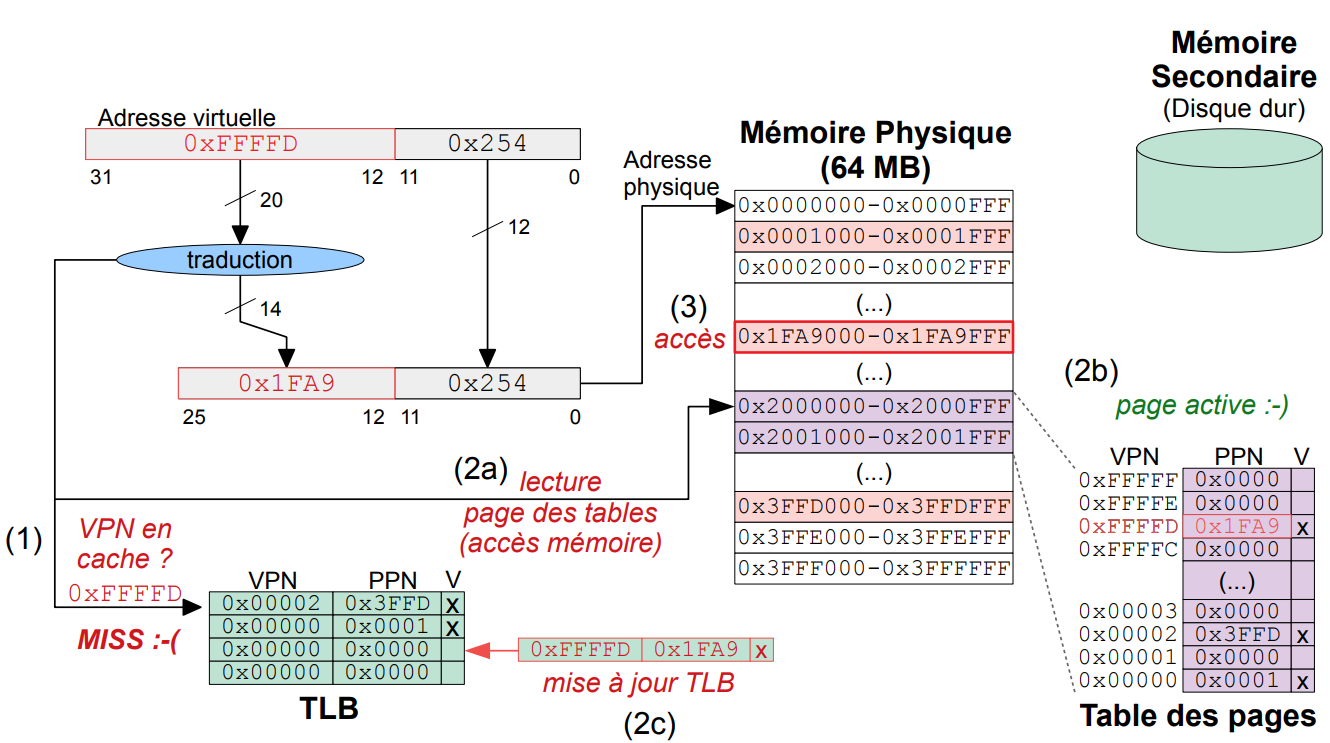 Mémoire
Secondaire
(Disque dur)
Adresse virtuelle
0xFFFFD 0x254
31 12 11 0
20
12
traduction
14
0x1FA9 0x254
25 12 11 0
Adresse
physique
Mémoire Physique
(64 MB)
0x0000000-0x0000FFF
0x0001000-0x0001FFF
0x0002000-0x0002FFF
(...)
(3)
accès
0x1FA9000-0x1FA9FFF
(...)
0x2000000-0x2000FFF
0x2001000-0x2001FFF
(...)
0x3FFD000-0x3FFDFFF
0x3FFE000-0x3FFEFFF
0x3FFF000-0x3FFFFFF
(2a)
lecture
page des tables
(accès mémoire)
(1)
VPN en
cache ?
0xFFFFD
MISS :-(
VPN PPN V
0x00002 0x3FFD x
0x00000 0x0001 x
0x00000 0x0000
0x00000 0x0000
TLB
0xFFFFD 0x1FA9 x
mise à jour TLB
(2c)
(2b)
page active :-)
VPN PPN V
0xFFFFF 0x0000
0xFFFFE 0x0000
0xFFFFD 0x1FA9 x
0xFFFFC 0x0000
(...)
0x00003 0x0000
0x00002 0x3FFD x
0x00001 0x0000
0x00000 0x0001 x
Table des pages